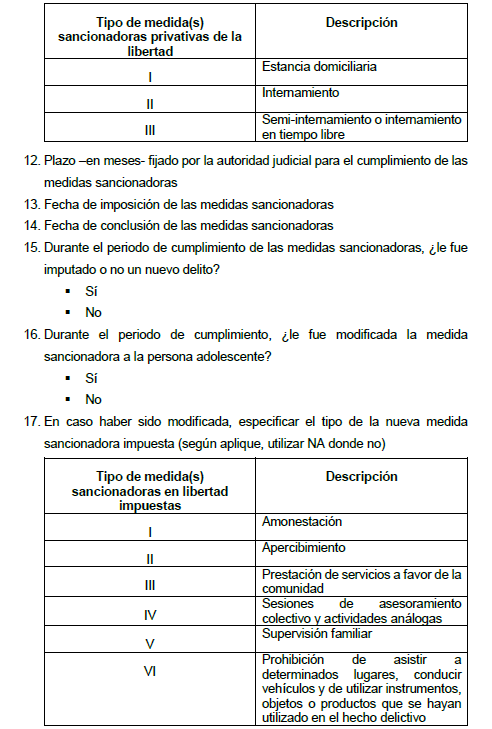 Tipo de medida(s)
sancionadoras privativas de la
libertad
Descripción
I
Estancia domiciliaria
II
Internamiento
III
Semi-internamiento o internamiento
en tiempo libre
12. Plazo –en meses- fijado por la autoridad judicial para el cumplimiento de las
medidas sancionadoras
13. Fecha de imposición de las medidas sancionadoras
14. Fecha de conclusión de las medidas sancionadoras
15. Durante el periodo de cumplimiento de las medidas sancionadoras, ¿le fue
imputado o no un nuevo delito?
▪ Sí
▪ No
16. Durante el periodo de cumplimiento, ¿le fue modificada la medida
sancionadora a la persona adolescente?
▪ Sí
▪ No
17. En caso haber sido modificada, especificar el tipo de la nueva medida
sancionadora impuesta (según aplique, utilizar NA donde no)
Tipo de medida(s)
sancionadoras en libertad
impuestas
Descripción
I
Amonestación
II
Apercibimiento
III
Prestación de servicios a favor de la
comunidad
IV
Sesiones de asesoramiento
colectivo y actividades análogas
V
Supervisión familiar
VI
Prohibición de asistir a
determinados lugares, conducir
vehículos y de utilizar instrumentos,
objetos o productos que se hayan
utilizado en el hecho delictivo